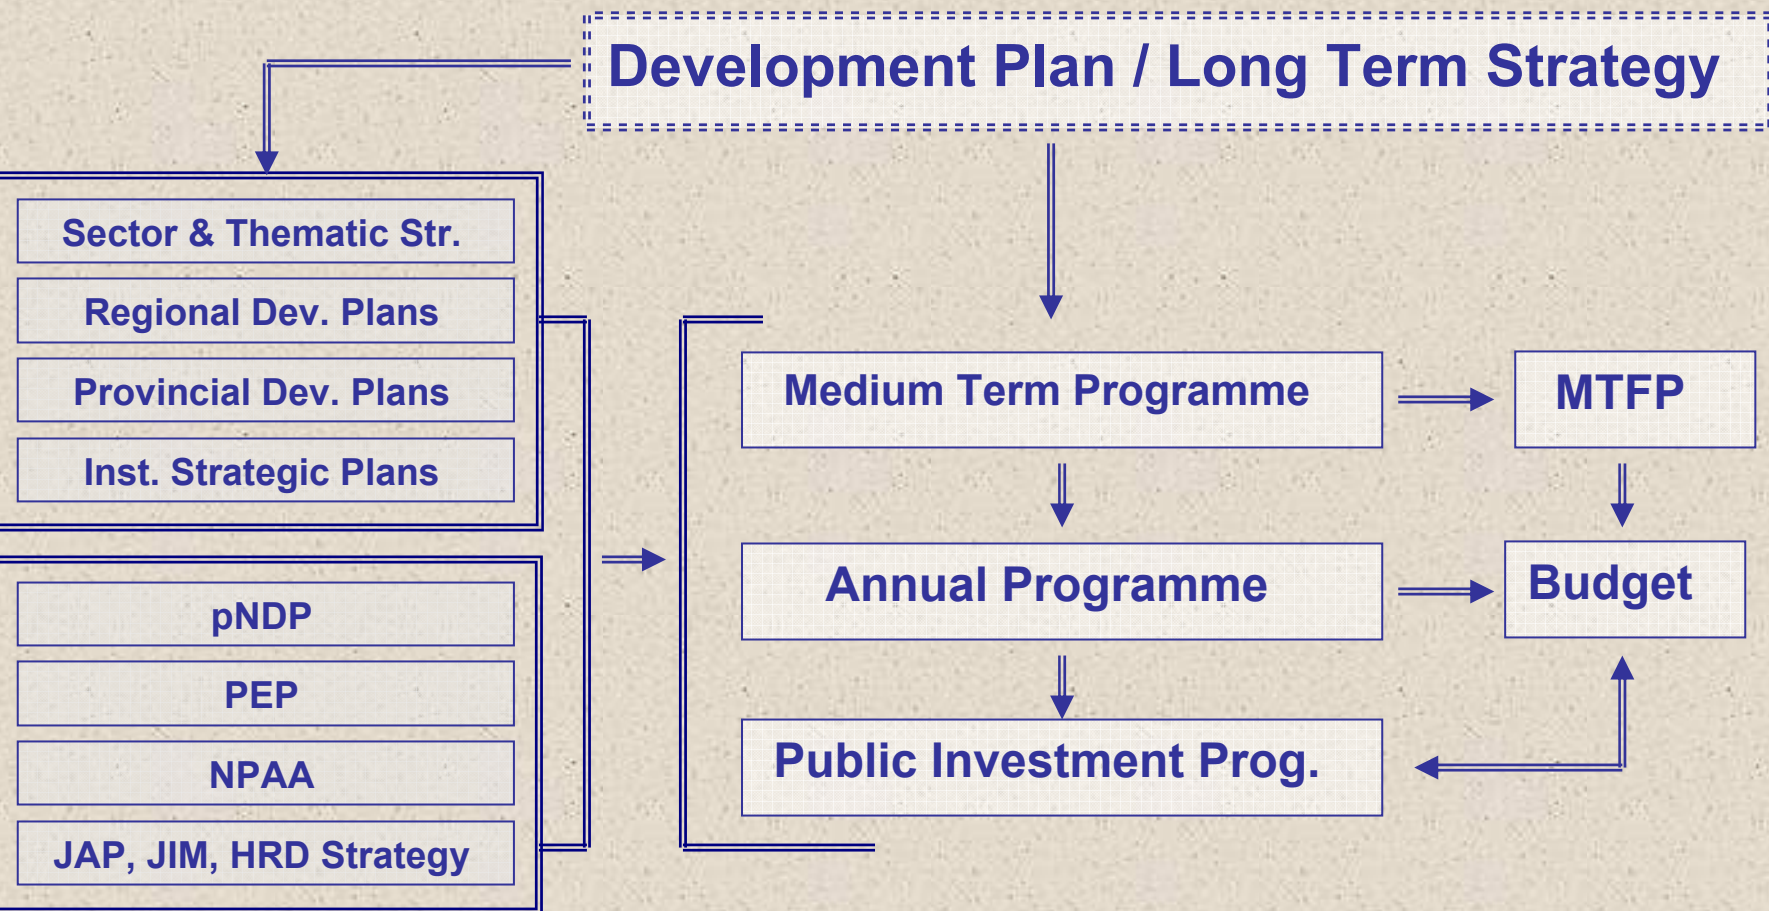 Development Plan / Long Term Strategy
Sector & Thematic Str.
Regional Dev. Plans
Provincial Dev. Plans
Inst. Strategic Plans
pNDP
PEP
NPAA
JAP, JIM, HRD Strategy
Medium Term Programme
MTFP
Annual Programme
Budget
Public Investment Prog.